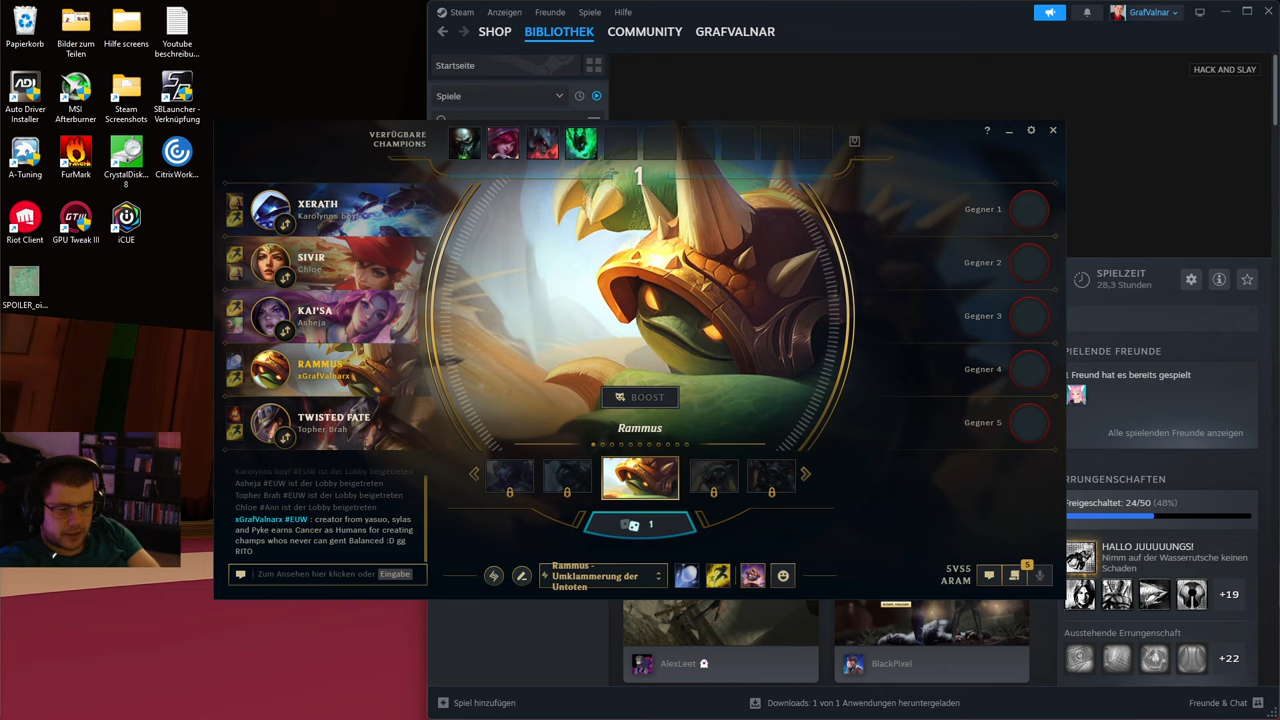 Papierkorb
Bilder zum Teilen
Hilfe screens
Youtube beschreibu...
Auto Driver Installer
MSI Afterburner
Steam Screenshots
SBLauncher - Verknüpfung
A-Tuning
FurMark
CrystalDisk... 8
CitrixWork...
Riot Client
GPU Tweak III
iCUE
SPOILER_oi...
Steam Anzeigen Freunde Spiele Hilfe
GrafValnar
SHOP BIBLIOTHEK COMMUNITY GRAFVALNAR
Startseite
HACK AND SLAY
Spiele
VERFÜGBARE
CHAMPIONS
1
XERATH
Karolynns boy!
SIVIR
Chloe
KAI'SA
Asheja
RAMMUS
xGrafValnarx
TWISTED FATE
Topher Brah
Gegner 1
Gegner 2
Gegner 3
Gegner 4
Gegner 5
BOOST
Rammus
1
Karolynns boy! #EUW ist der Lobby beigetreten
Asheja #EUW ist der Lobby beigetreten
Topher Brah #EUW ist der Lobby beigetreten
Chloe #Ann ist der Lobby beigetreten
xGrafValnarx #EUW : creator from yasuo, sylas
and Pyke earns Cancer as Humans for creating
champs whos never can gent Balanced :D gg
RITO
Zum Ansehen hier klicken oder Eingabe
Rammus -
Umklammerung der
Untoten
5VS5
ARAM
5
SPIELZEIT
28,3 Stunden
PIELENDE FREUNDE
1 Freund hat es bereits gespielt
Alle spielenden Freunde anzeigen
ERRUNGENSCHAFTEN
Freigeschaltet: 24/50 (48%)
HALLO JUUUUUNGS!
Nimm auf der Wasserrutsche keinen
Schaden
+19
Ausstehende Errungenschaft
+22
AlexLeet
BlackPixel
Spiel hinzufügen
Downloads: 1 von 1 Anwendungen heruntergeladen
Freunde & Chat